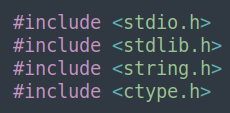 #include <stdio.h>
#include <stdlib.h>
#include <string.h>
#include <ctype.h>